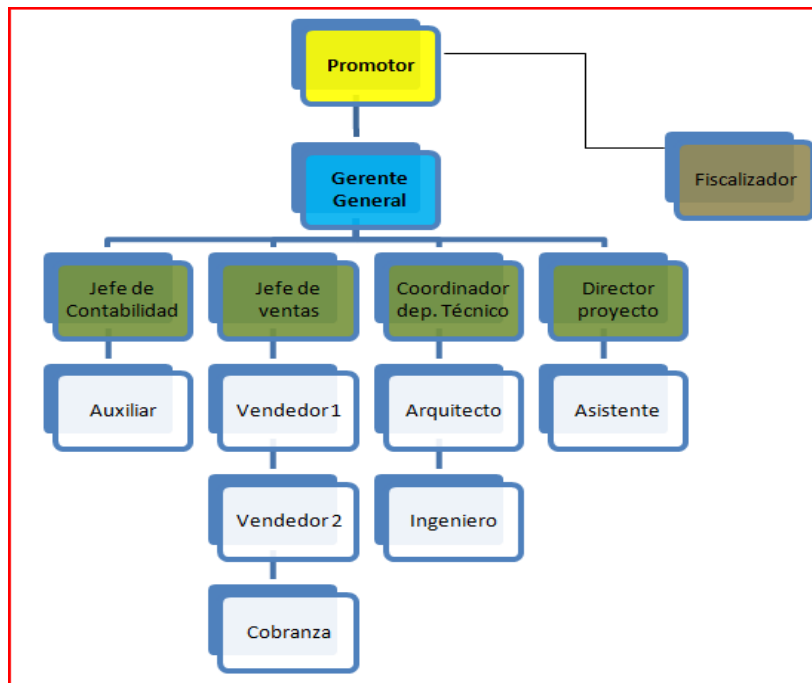 Promotor
Gerente
General
Fiscalizador
Jefe de
Contabilidad
Jefe de
ventas
Coordinador
dep. Técnico
Director
proyecto
Auxiliar
Vendedor 1
Arquitecto
Asistente
Vendedor 2
Ingeniero
Cobranza